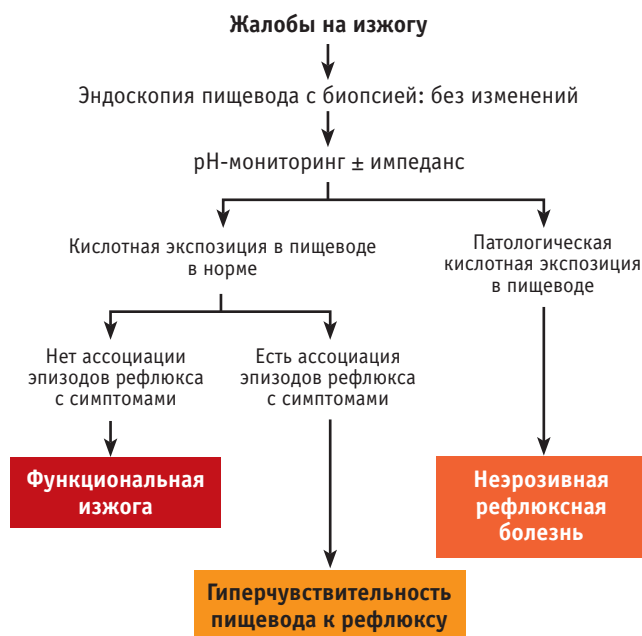 Жалобы на изжогу
Эндоскопия пищевода с биопсией: без изменений
pH-мониторинг ± импеданс
Кислотная экспозиция в пищеводе
в норме
Патологическая
кислотная экспозиция
в пищеводе
Нет ассоциации
эпизодов рефлюкса
с симптомами
Есть ассоциация
эпизодов рефлюкса
с симптомами
Функциональная
изжога
Неэрозивная
рефлюксная
болезнь
Гиперчувствительность
пищевода к рефлюксу